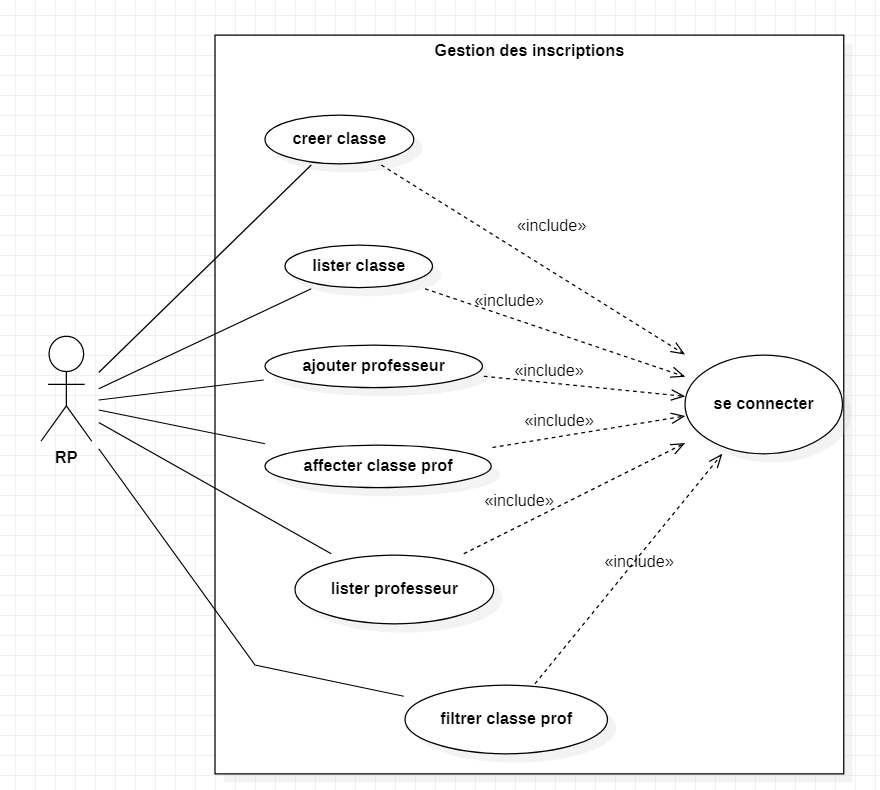 Gestion des inscriptions
creer classe
«include»
lister classe
«include»
ajouter professeur
«include»
se connecter
«include»
RP
affecter classe prof
«include»
«include»
lister professeur
filtrer classe prof